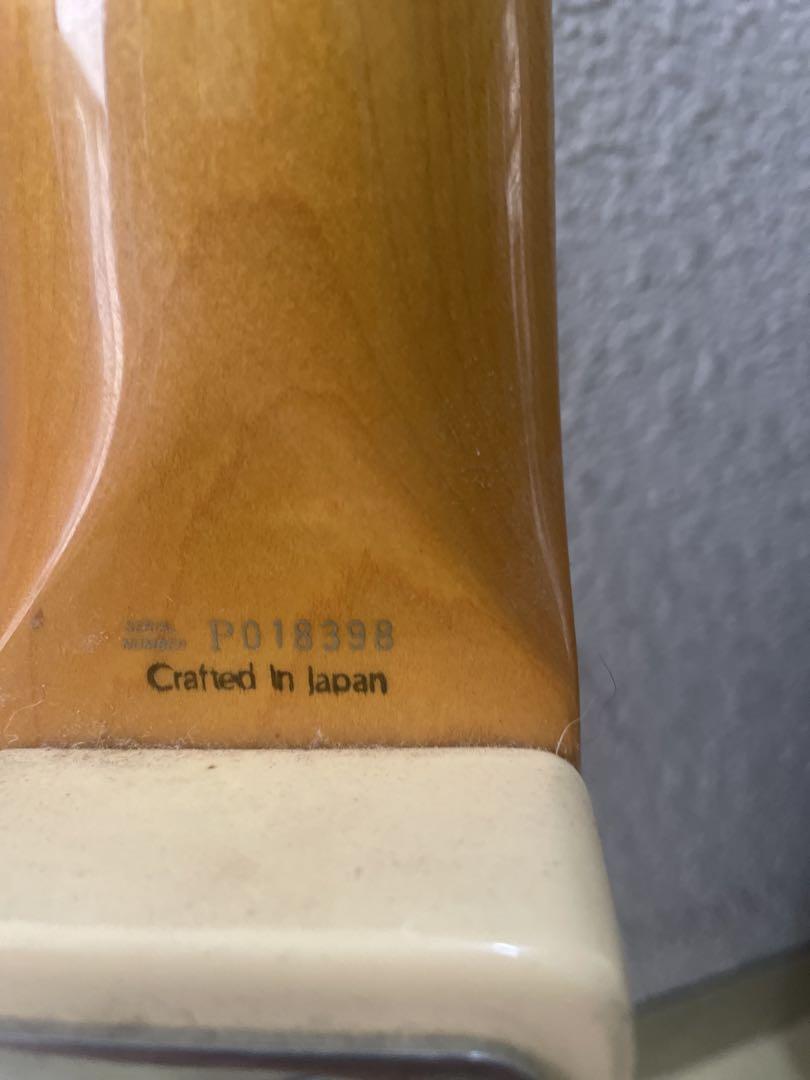 SERIAL
NUMBER P018398
Crafted In Japan